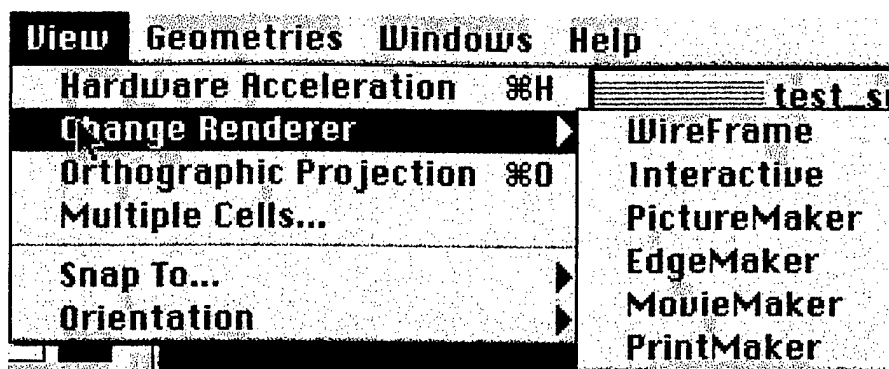 View Geometries Windows Help
Hardware Acceleration ⌘H
Change Renderer
Orthographic Projection ⌘O
Multiple Cells...
Snap To...
Orientation
WireFrame
Interactive
PictureMaker
EdgeMaker
MovieMaker
PrintMaker